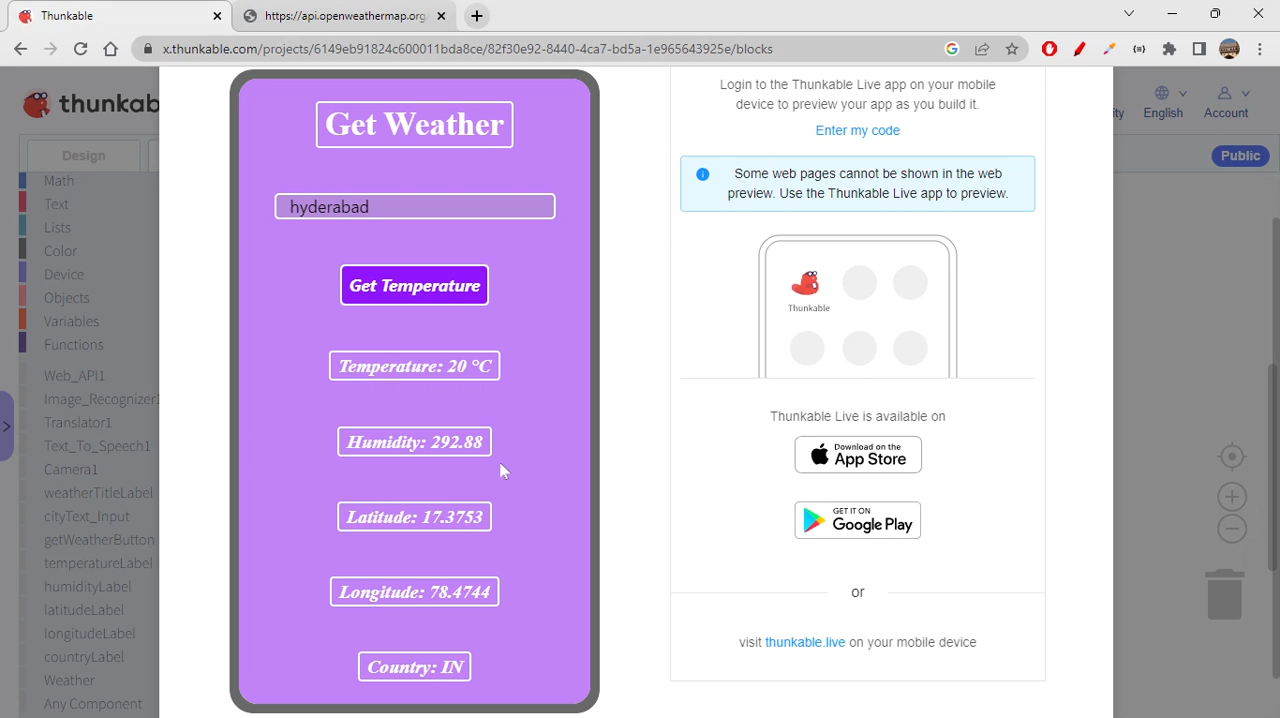 Thunkable
https://api.openweathermap.org
x.thunkable.com/projects/6149eb91824c600011bda8ce/82f30e92-8440-4ca7-bd5a-1e965643925e/blocks
thunkab
ity
English
Account
Design
Public
Math
Text
Lists
Color
Device
Objects
Variables
Functions
Web_API1
Image_Recognizer1
Translator1
Text_To_Speech1
Camera1
weatherTitleLabel
cityText_Input
getWeatherButton
temperatureLabel
humidityLabel
latitudeLabel
longitudeLabel
countryLabel
Weather
Any Component
Get Weather
hyderabad
Get Temperature
Temperature: 20 °C
Humidity: 292.88
Latitude: 17.3753
Longitude: 78.4744
Country: IN
Login to the Thunkable Live app on your mobile
device to preview your app as you build it.
Enter my code
Some web pages cannot be shown in the web
preview. Use the Thunkable Live app to preview.
Thunkable
Thunkable Live is available on
Download on the
App Store
GET IT ON
Google Play
or
visit thunkable.live on your mobile device